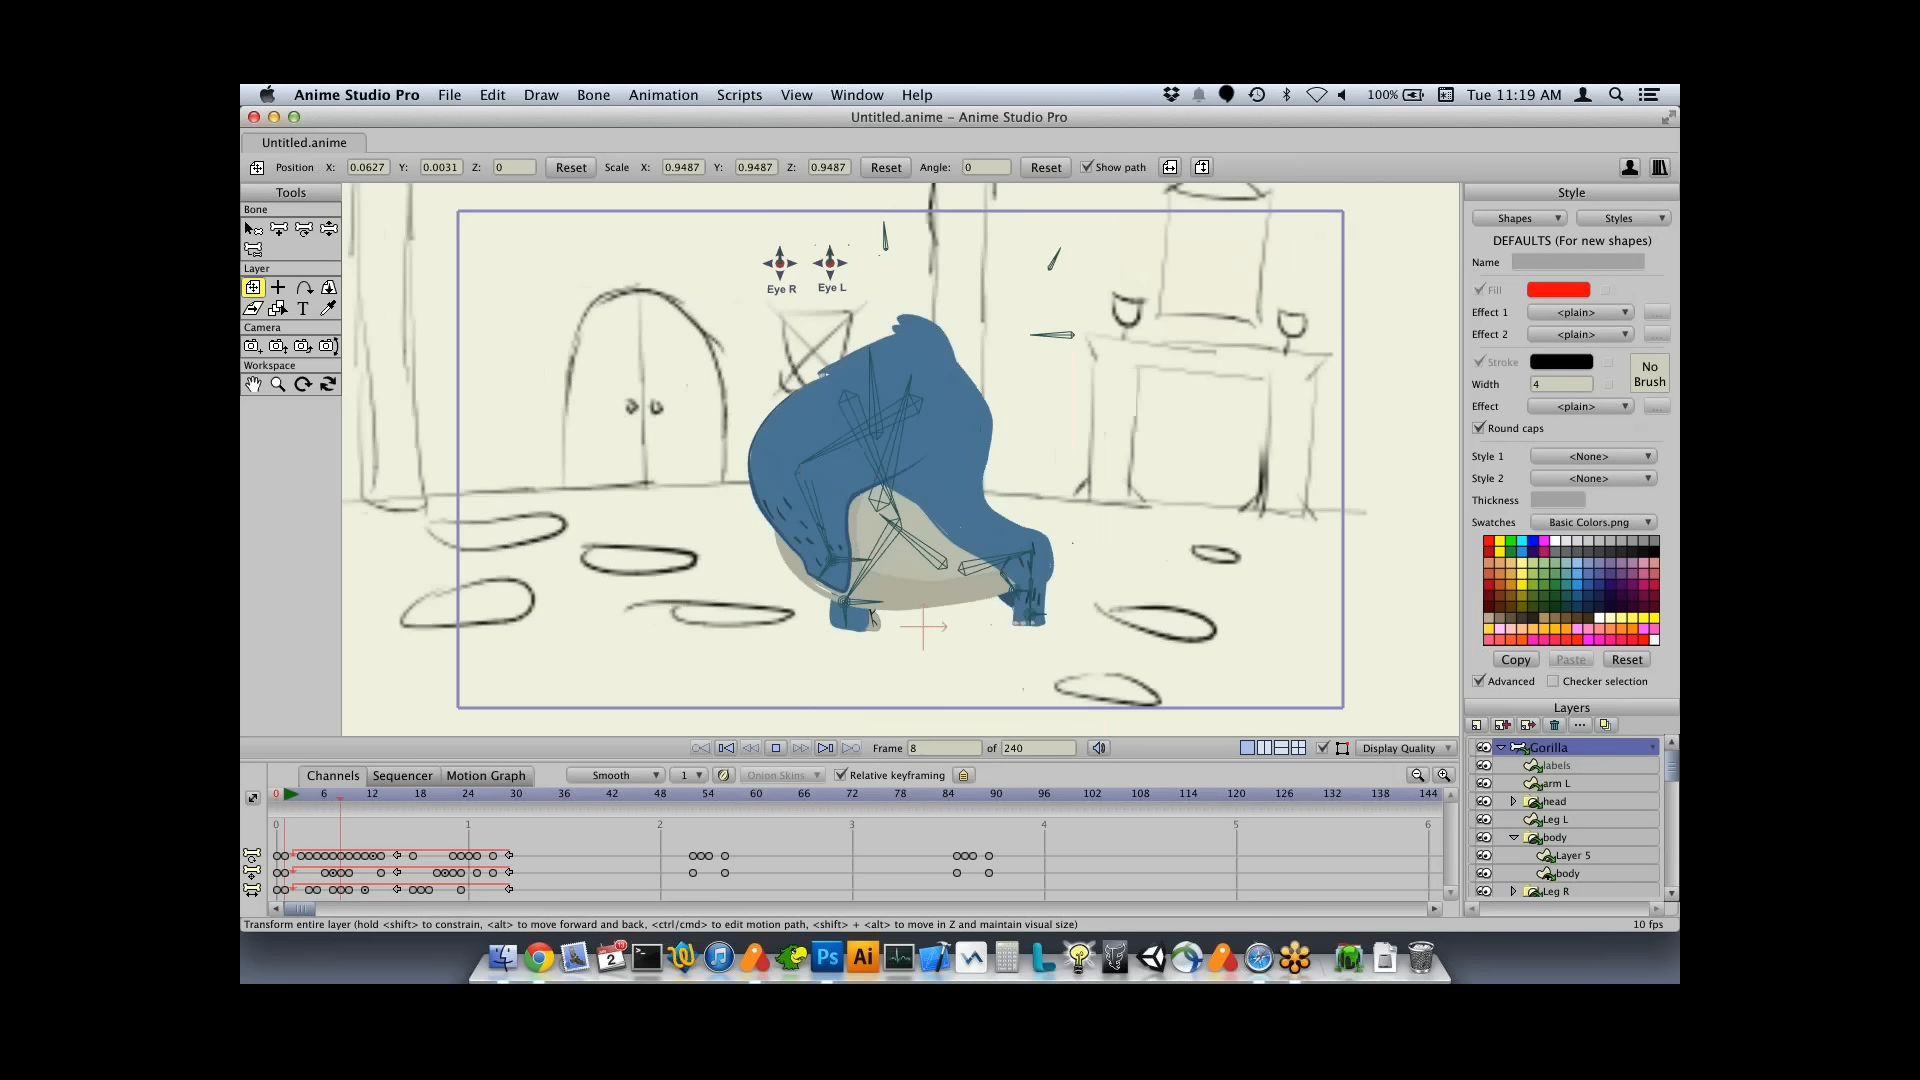 Anime Studio Pro File Edit Draw Bone Animation Scripts View Window Help 100% Tue 11:19 AM
Untitled.anime – Anime Studio Pro
Untitled.anime
Position X: 0.0627 Y: 0.0031 Z: 0 Reset Scale X: 0.9487 Y: 0.9487 Z: 0.9487 Reset Angle: 0 Reset Show path
Tools
Bone
Layer
T
Camera
Workspace
Eye R Eye L
Style
Shapes Styles
DEFAULTS (For new shapes)
Name
Fill
Effect 1 <plain>
Effect 2 <plain>
Stroke
No Brush
Width 4
Effect <plain>
Round caps
Style 1 <None>
Style 2 <None>
Thickness
Swatches Basic Colors.png
Copy Paste Reset
Advanced Checker selection
Layers
Gorilla
labels
arm L
head
Leg L
body
Layer 5
body
Leg R
Frame 8 of 240 Display Quality
Channels Sequencer Motion Graph Smooth 1 Onion Skins Relative keyframing
0 6 12 18 24 30 36 42 48 54 60 66 72 78 84 90 96 102 108 114 120 126 132 138 144
0 1 2 3 4 5 6
Transform entire layer (hold <shift> to constrain, <alt> to move forward and back, <ctrl/cmd> to edit motion path, <shift> + <alt> to move in Z and maintain visual size) 10 fps
2 Ps Ai